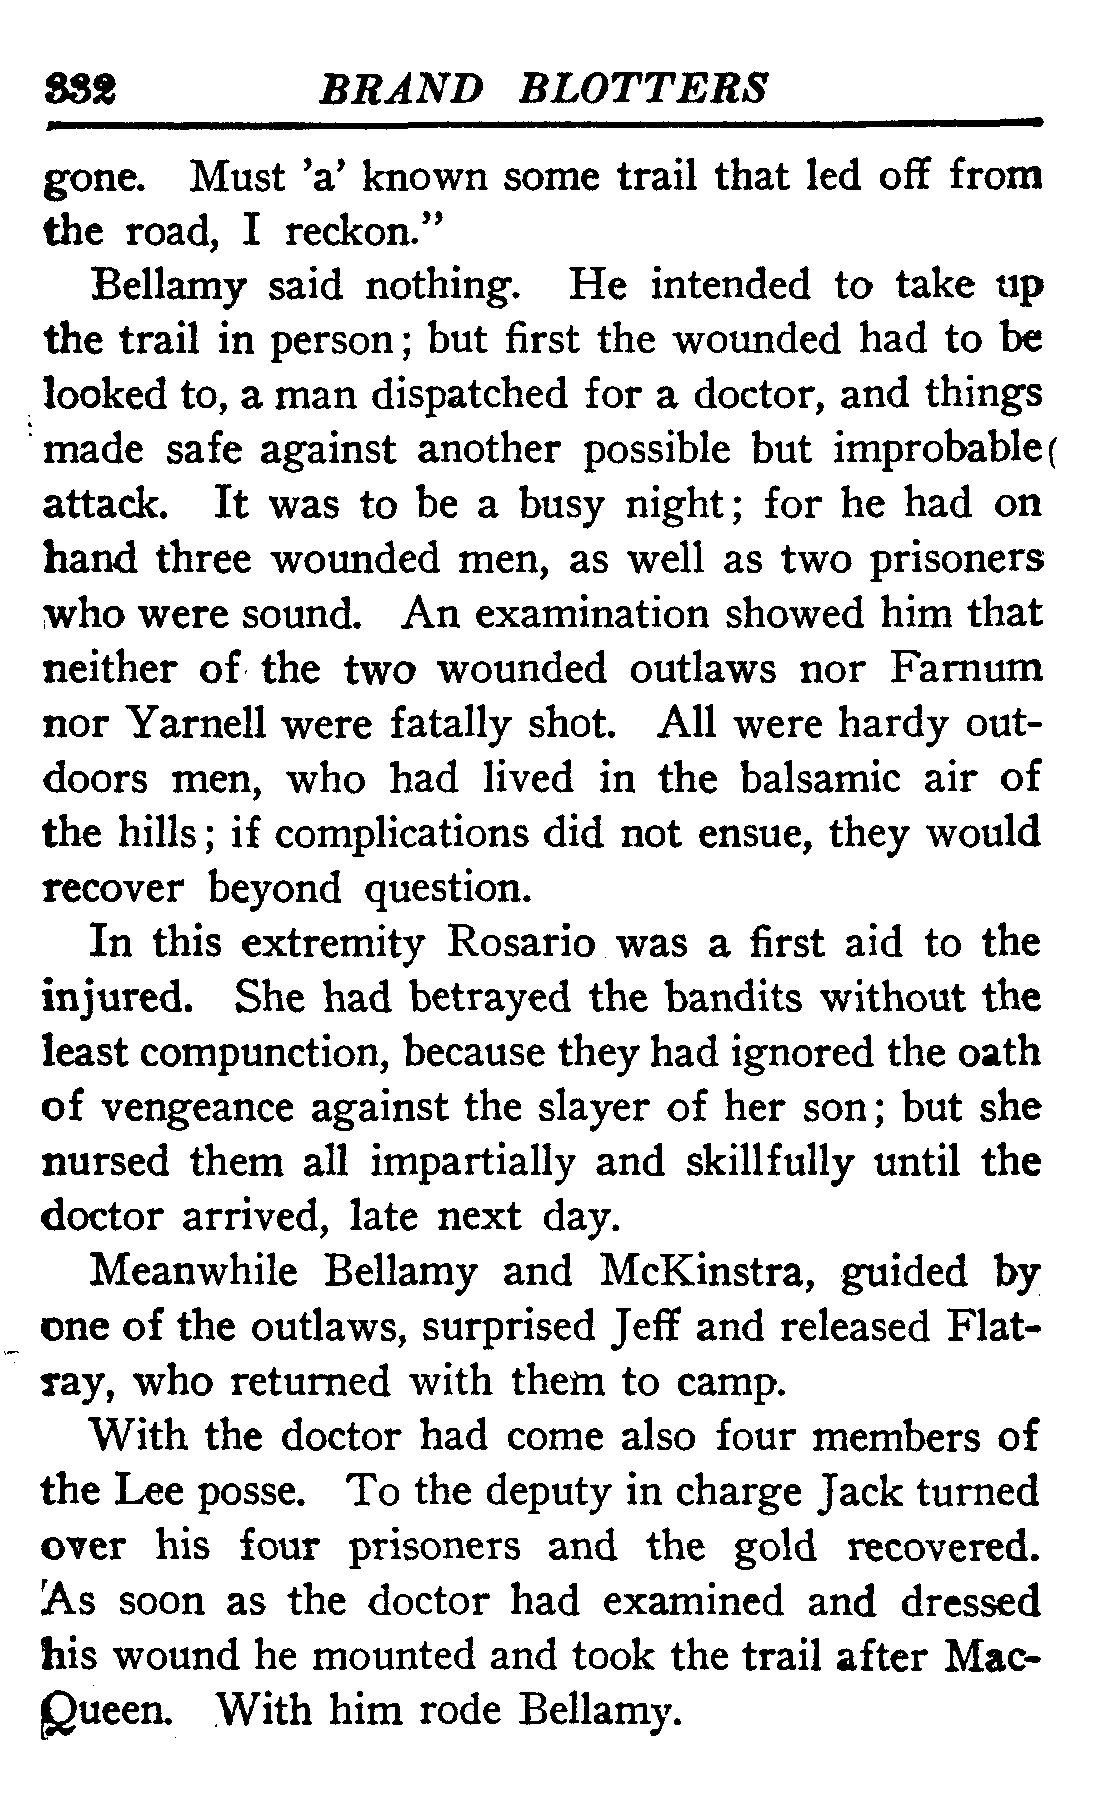 332 BRAND BLOTTERS
gone. Must 'a' known some trail that led off from
the road, I reckon."
Bellamy said nothing. He intended to take up
the trail in person; but first the wounded had to be
looked to, a man dispatched for a doctor, and things
made safe against another possible but improbable
attack. It was to be a busy night; for he had on
hand three wounded men, as well as two prisoners
who were sound. An examination showed him that
neither of the two wounded outlaws nor Farnum
nor Yarnell were fatally shot. All were hardy out-
doors men, who had lived in the balsamic air of
the hills; if complications did not ensue, they would
recover beyond question.
In this extremity Rosario was a first aid to the
injured. She had betrayed the bandits without the
least compunction, because they had ignored the oath
of vengeance against the slayer of her son; but she
nursed them all impartially and skillfully until the
doctor arrived, late next day.
Meanwhile Bellamy and McKinstra, guided by
one of the outlaws, surprised Jeff and released Flat-
ray, who returned with them to camp.
With the doctor had come also four members of
the Lee posse. To the deputy in charge Jack turned
over his four prisoners and the gold recovered.
As soon as the doctor had examined and dressed
his wound he mounted and took the trail after Mac-
Queen. With him rode Bellamy.